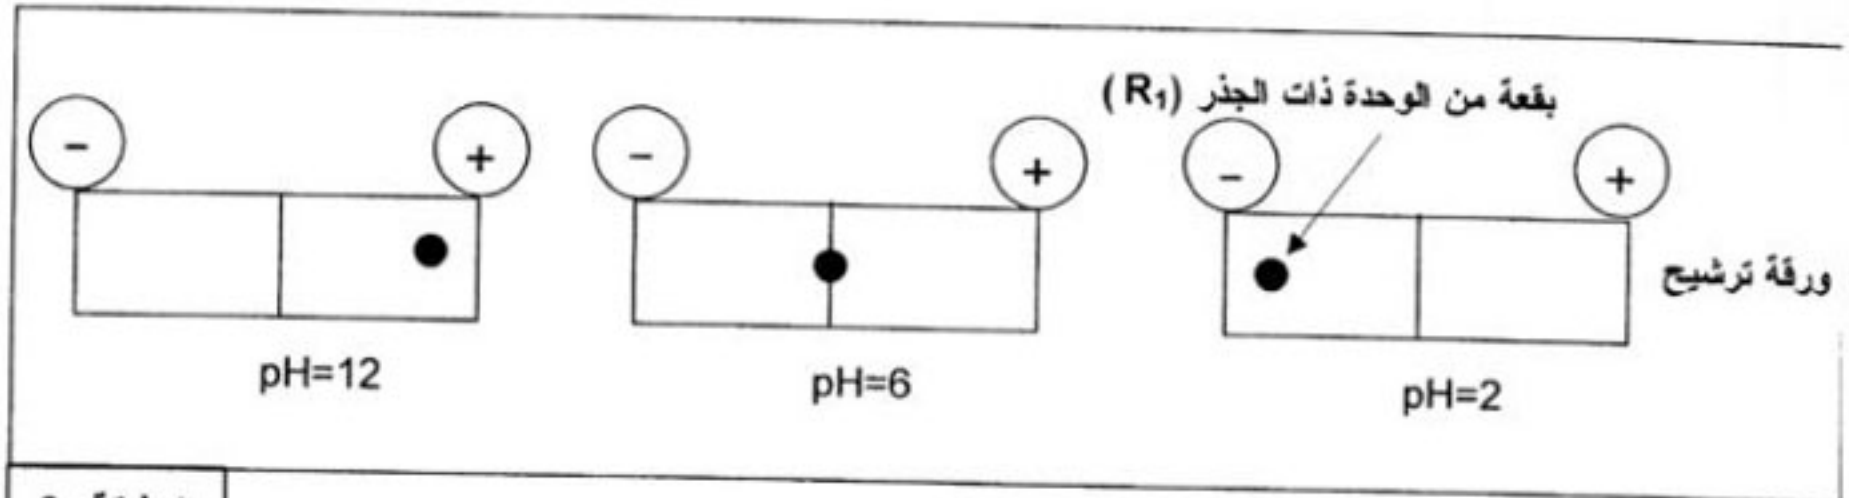 بقعة من الوحدة ذات الجذر (R₁)
− + − + − +
ورقة ترشيح
pH=12 pH=6 pH=2